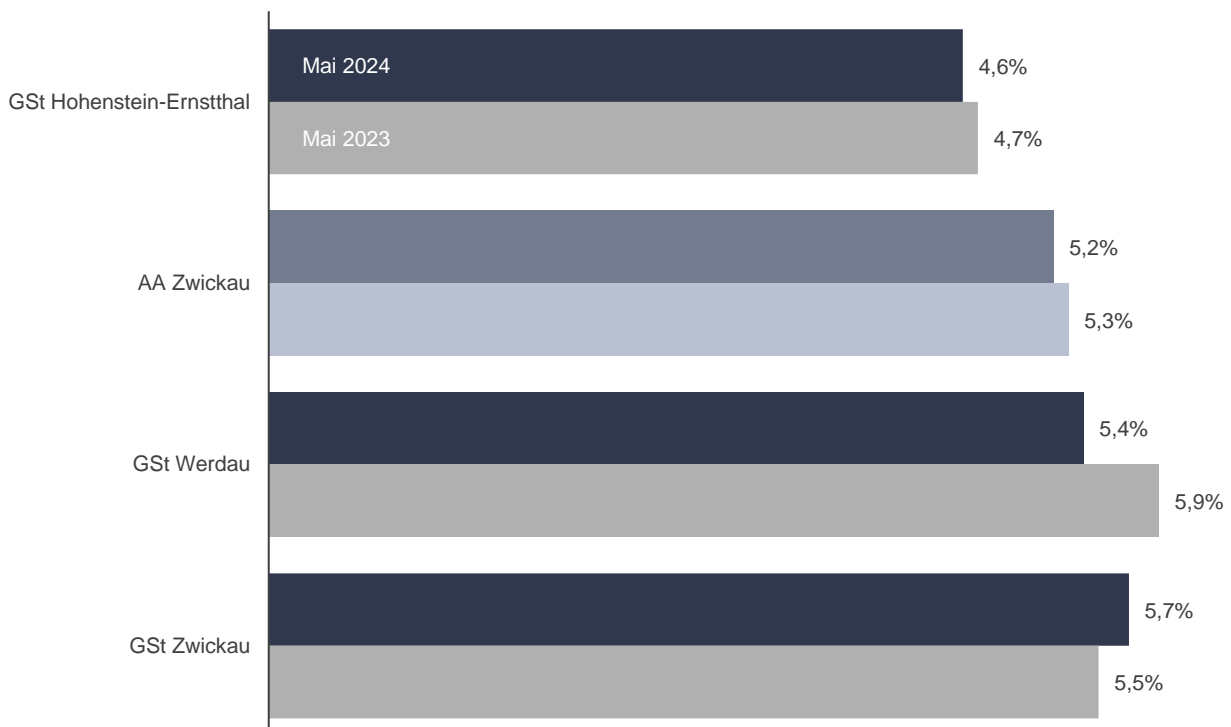 Mai 2024
4,6%
GSt Hohenstein-Ernstthal
Mai 2023
4,7%
5,2%
AA Zwickau
5,3%
5,4%
GSt Werdau
5,9%
5,7%
GSt Zwickau
5,5%